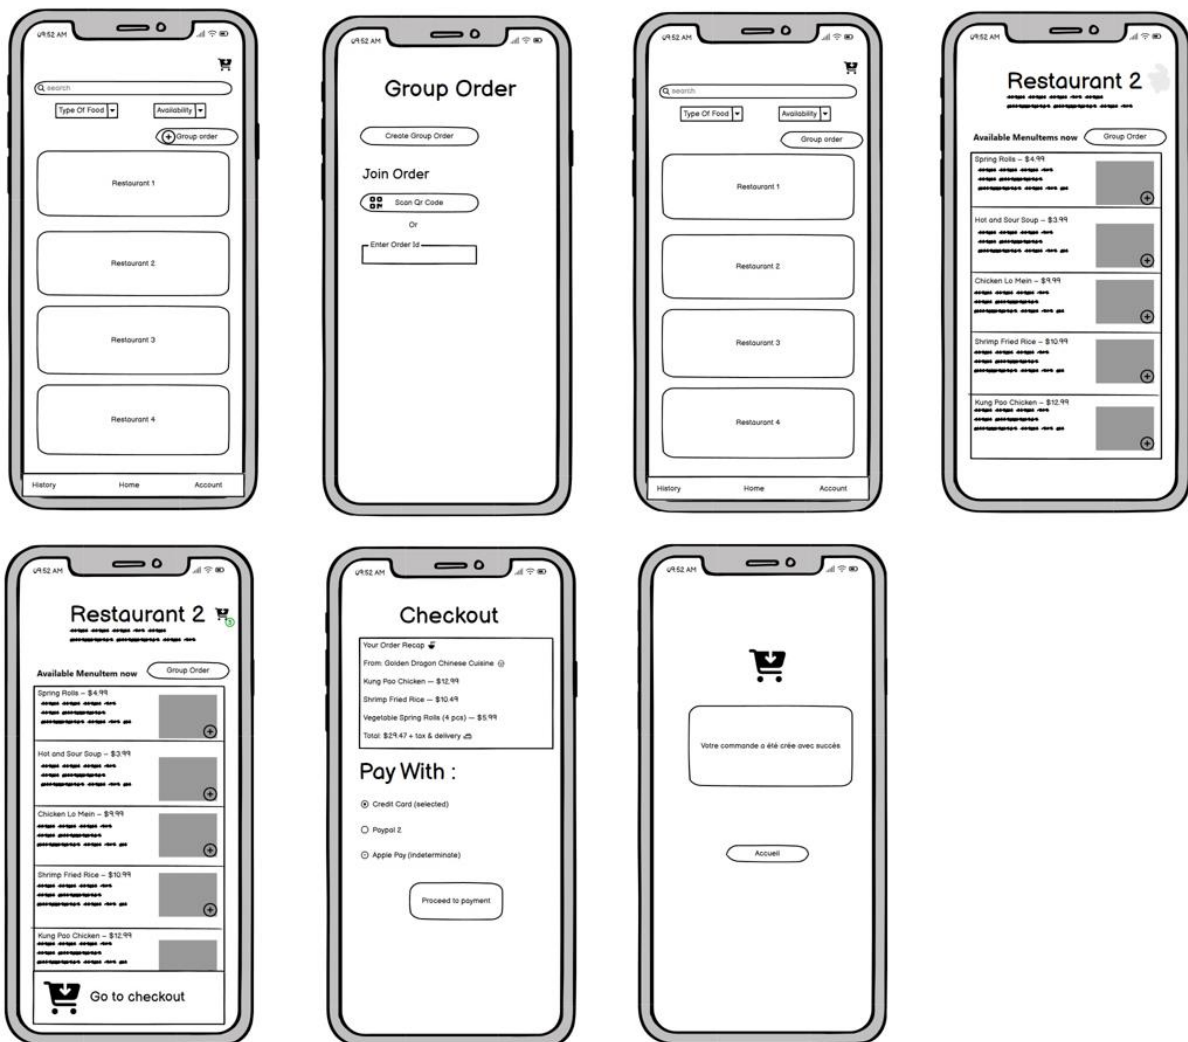 09:52 AM
search
Type Of Food
Availability
Group order
Restaurant 1
Restaurant 2
Restaurant 3
Restaurant 4
History Home Account
09:52 AM
Group Order
Create Group Order
Join Order
Scan Qr Code
Or
Enter Order Id
09:52 AM
search
Type Of Food
Availability
Group order
Restaurant 1
Restaurant 2
Restaurant 3
Restaurant 4
History Home Account
09:52 AM
Restaurant 2
Available MenuItems now
Group Order
Spring Rolls – $4.99
Hot and Sour Soup – $3.99
Chicken Lo Mein – $9.99
Shrimp Fried Rice – $10.99
Kung Pao Chicken – $12.99
09:52 AM
Restaurant 2
3
Available MenuItem now
Group Order
Spring Rolls – $4.99
Hot and Sour Soup – $3.99
Chicken Lo Mein – $9.99
Shrimp Fried Rice – $10.99
Kung Pao Chicken – $12.99
Go to checkout
09:52 AM
Checkout
Your Order Recap
From: Golden Dragon Chinese Cuisine
Kung Pao Chicken — $12.99
Shrimp Fried Rice — $10.49
Vegetable Spring Rolls (4 pcs) — $5.99
Total: $29.47 + tax & delivery
Pay With :
Credit Card (selected)
Paypal 2
Apple Pay (indeterminate)
Proceed to payment
09:52 AM
Votre commande a été crée avec succés
Accueil